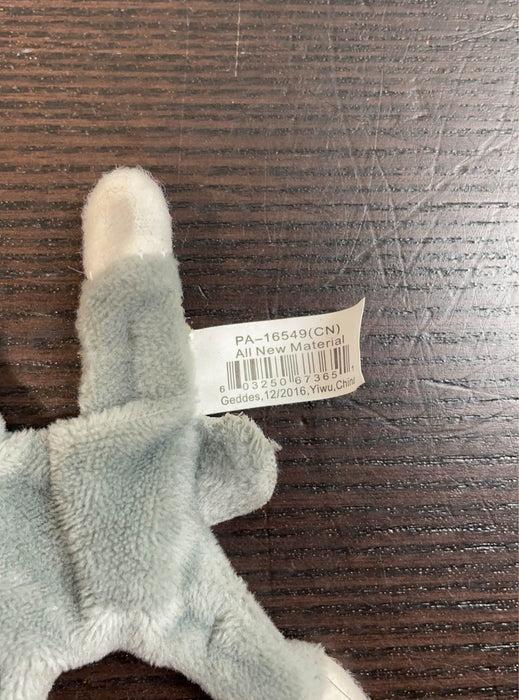 PA-16549(CN)
All New Material
6 03250 67365 1
Geddes,12/2016,Yiwu,China